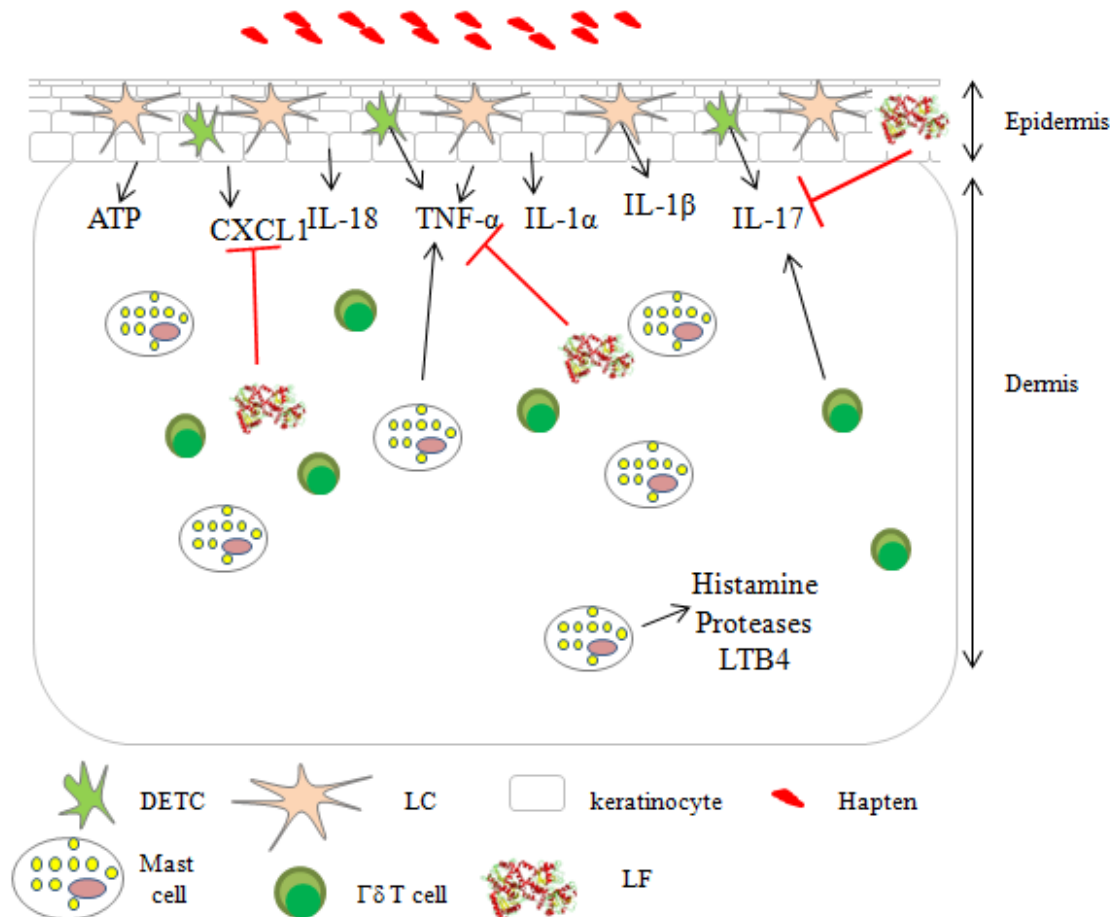 Epidermis
ATP
CXCL1
IL-18
TNF-α
IL-1α
IL-1β
IL-17
Dermis
Histamine
Proteases
LTB4
DETC
LC
keratinocyte
Hapten
Mast
cell
Γδ T cell
LF